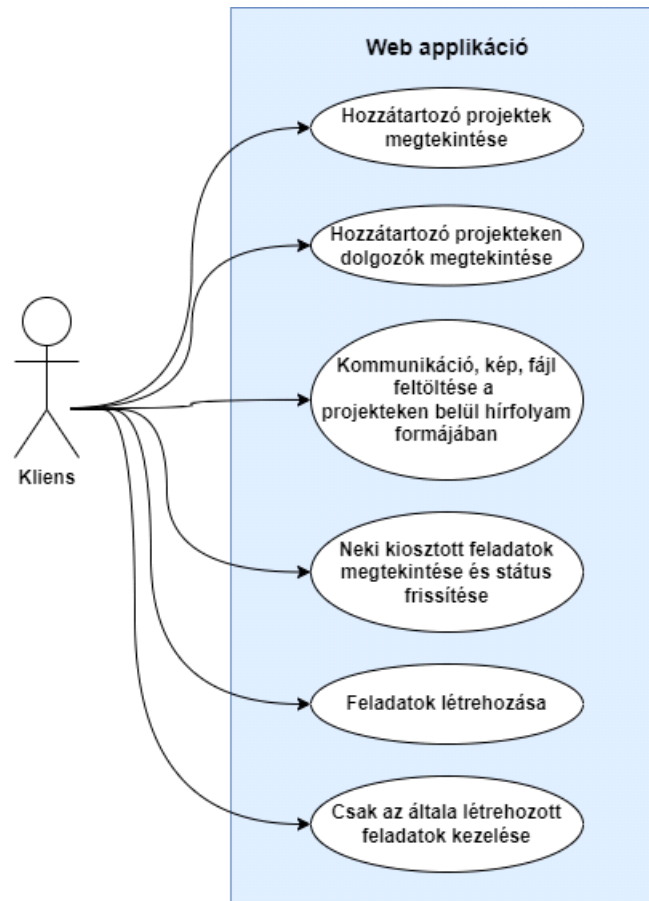 Web applikáció
Hozzátartozó projektek
megtekintése
Hozzátartozó projekteken
dolgozók megtekintése
Kommunikáció, kép, fájl
feltöltése a
projekteken belül hírfolyam
formájában
Kliens
Neki kiosztott feladatok
megtekintése és státus
frissítése
Feladatok létrehozása
Csak az általa létrehozott
feladatok kezelése